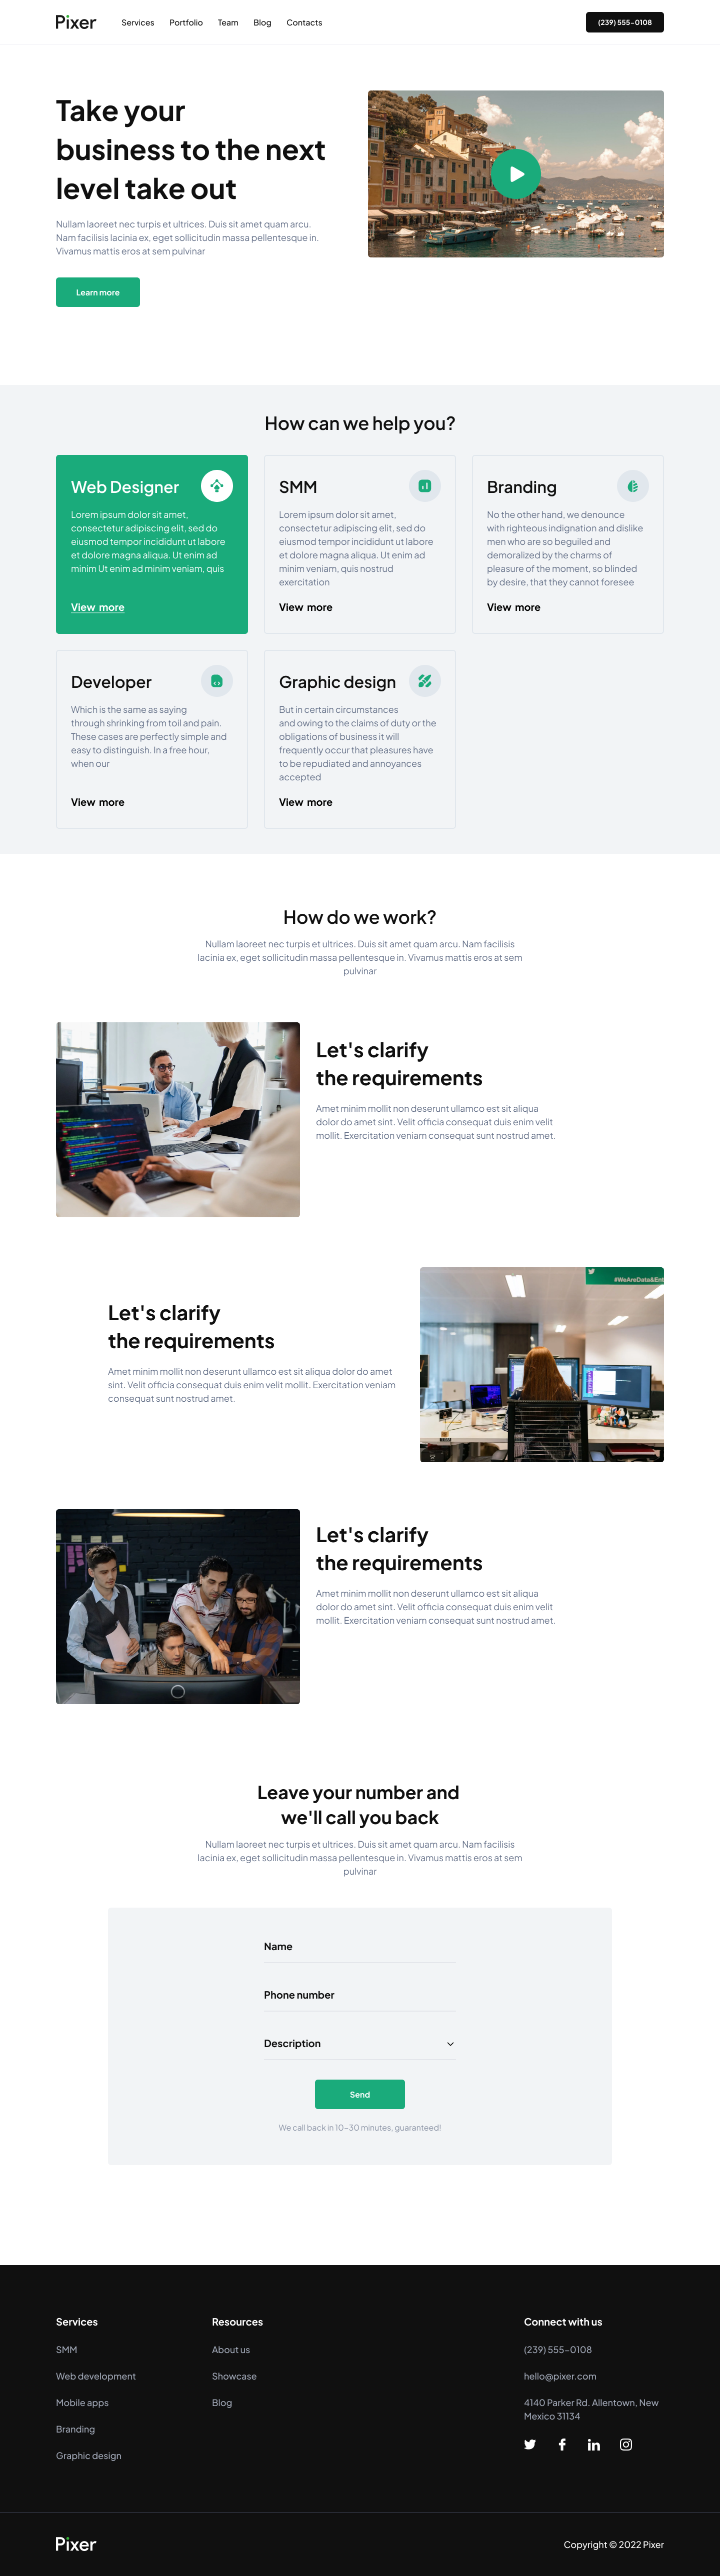 Pixer
Services
Portfolio
Team
Blog
Contacts
(239) 555-0108
Take your
business to the next
level take out
Nullam laoreet nec turpis et ultrices. Duis sit amet quam arcu.
Nam facilisis lacinia ex, eget sollicitudin massa pellentesque in.
Vivamus mattis eros at sem pulvinar
Learn more
How can we help you?
Web Designer
Lorem ipsum dolor sit amet,
consectetur adipiscing elit, sed do
eiusmod tempor incididunt ut labore
et dolore magna aliqua. Ut enim ad
minim Ut enim ad minim veniam, quis
View more
SMM
Lorem ipsum dolor sit amet,
consectetur adipiscing elit, sed do
eiusmod tempor incididunt ut labore
et dolore magna aliqua. Ut enim ad
minim veniam, quis nostrud
exercitation
View more
Branding
No the other hand, we denounce
with righteous indignation and dislike
men who are so beguiled and
demoralized by the charms of
pleasure of the moment, so blinded
by desire, that they cannot foresee
View more
Developer
Which is the same as saying
through shrinking from toil and pain.
These cases are perfectly simple and
easy to distinguish. In a free hour,
when our
View more
Graphic design
But in certain circumstances
and owing to the claims of duty or the
obligations of business it will
frequently occur that pleasures have
to be repudiated and annoyances
accepted
View more
How do we work?
Nullam laoreet nec turpis et ultrices. Duis sit amet quam arcu. Nam facilisis
lacinia ex, eget sollicitudin massa pellentesque in. Vivamus mattis eros at sem
pulvinar
Let's clarify
the requirements
Amet minim mollit non deserunt ullamco est sit aliqua
dolor do amet sint. Velit officia consequat duis enim velit
mollit. Exercitation veniam consequat sunt nostrud amet.
Let's clarify
the requirements
Amet minim mollit non deserunt ullamco est sit aliqua dolor do amet
sint. Velit officia consequat duis enim velit mollit. Exercitation veniam
consequat sunt nostrud amet.
#WeAreData&Ent
Let's clarify
the requirements
Amet minim mollit non deserunt ullamco est sit aliqua
dolor do amet sint. Velit officia consequat duis enim velit
mollit. Exercitation veniam consequat sunt nostrud amet.
Leave your number and
we'll call you back
Nullam laoreet nec turpis et ultrices. Duis sit amet quam arcu. Nam facilisis
lacinia ex, eget sollicitudin massa pellentesque in. Vivamus mattis eros at sem
pulvinar
Name
Phone number
Description
Send
We call back in 10-30 minutes, guaranteed!
Services
SMM
Web development
Mobile apps
Branding
Graphic design
Resources
About us
Showcase
Blog
Connect with us
(239) 555-0108
hello@pixer.com
4140 Parker Rd. Allentown, New
Mexico 31134
Pixer
Copyright © 2022 Pixer